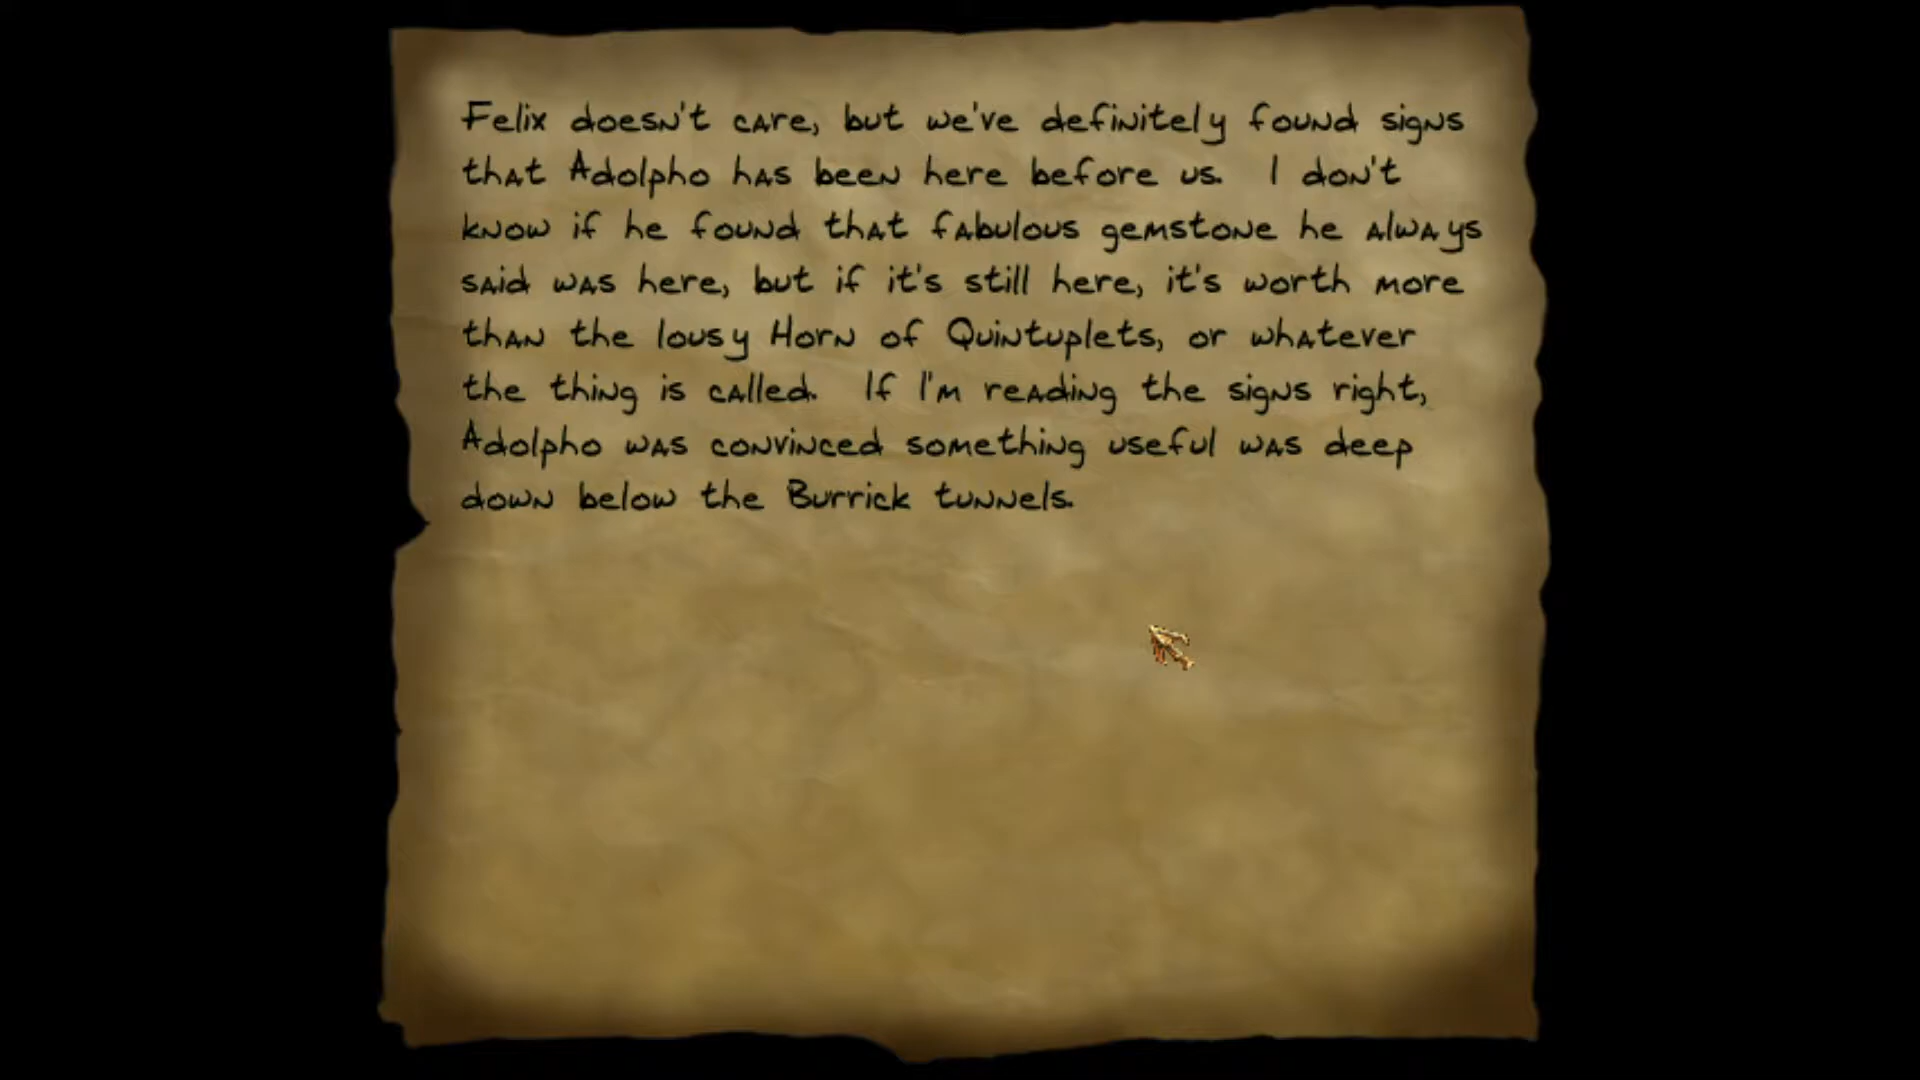 Felix doesn't care, but we've definitely found signs
that Adolpho has been here before us.  I don't
know if he found that fabulous gemstone he always
said was here, but if it's still here, it's worth more
than the lousy Horn of Quintuplets, or whatever
the thing is called.  If I'm reading the signs right,
Adolpho was convinced something useful was deep
down below the Burrick tunnels.